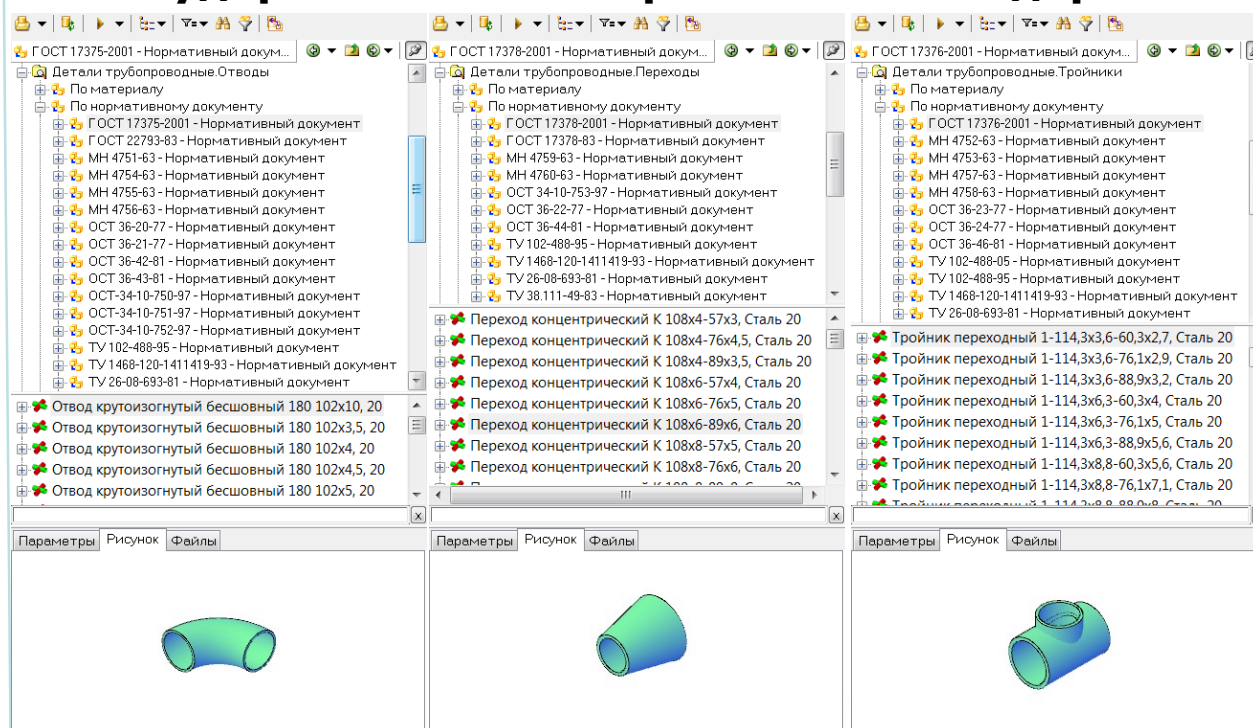 ГОСТ 17375-2001 - Нормативный докум...
Детали трубопроводные.Отводы
По материалу
По нормативному документу
ГОСТ 17375-2001 - Нормативный документ
ГОСТ 22793-83 - Нормативный документ
МН 4751-63 - Нормативный документ
МН 4754-63 - Нормативный документ
МН 4755-63 - Нормативный документ
МН 4756-63 - Нормативный документ
ОСТ 36-20-77 - Нормативный документ
ОСТ 36-21-77 - Нормативный документ
ОСТ 36-42-81 - Нормативный документ
ОСТ 36-43-81 - Нормативный документ
ОСТ-34-10-750-97 - Нормативный документ
ОСТ-34-10-751-97 - Нормативный документ
ОСТ-34-10-752-97 - Нормативный документ
ТУ 102-488-95 - Нормативный документ
ТУ 1468-120-1411419-93 - Нормативный документ
ТУ 26-08-693-81 - Нормативный документ
Отвод крутоизогнутый бесшовный 180 102x10, 20
Отвод крутоизогнутый бесшовный 180 102x3,5, 20
Отвод крутоизогнутый бесшовный 180 102x4, 20
Отвод крутоизогнутый бесшовный 180 102x4,5, 20
Отвод крутоизогнутый бесшовный 180 102x5, 20
x
Параметры Рисунок Файлы
ГОСТ 17378-2001 - Нормативный докум...
Детали трубопроводные.Переходы
По материалу
По нормативному документу
ГОСТ 17378-2001 - Нормативный документ
ГОСТ 17378-83 - Нормативный документ
МН 4759-63 - Нормативный документ
МН 4760-63 - Нормативный документ
ОСТ 34-10-753-97 - Нормативный документ
ОСТ 36-22-77 - Нормативный документ
ОСТ 36-44-81 - Нормативный документ
ТУ 102-488-95 - Нормативный документ
ТУ 1468-120-1411419-93 - Нормативный документ
ТУ 26-08-693-81 - Нормативный документ
ТУ 38.111-49-83 - Нормативный документ
Переход концентрический К 108x4-57x3, Сталь 20
Переход концентрический К 108x4-76x4,5, Сталь 20
Переход концентрический К 108x4-89x3,5, Сталь 20
Переход концентрический К 108x6-57x4, Сталь 20
Переход концентрический К 108x6-76x5, Сталь 20
Переход концентрический К 108x6-89x6, Сталь 20
Переход концентрический К 108x8-57x5, Сталь 20
Переход концентрический К 108x8-76x6, Сталь 20
x
Параметры Рисунок Файлы
ГОСТ 17376-2001 - Нормативный докум...
Детали трубопроводные.Тройники
По материалу
По нормативному документу
ГОСТ 17376-2001 - Нормативный документ
МН 4752-63 - Нормативный документ
МН 4753-63 - Нормативный документ
МН 4757-63 - Нормативный документ
МН 4758-63 - Нормативный документ
ОСТ 36-23-77 - Нормативный документ
ОСТ 36-24-77 - Нормативный документ
ОСТ 36-46-81 - Нормативный документ
ТУ 102-488-05 - Нормативный документ
ТУ 102-488-95 - Нормативный документ
ТУ 1468-120-1411419-93 - Нормативный документ
ТУ 26-08-693-81 - Нормативный документ
Тройник переходный 1-114,3x3,6-60,3x2,7, Сталь 20
Тройник переходный 1-114,3x3,6-76,1x2,9, Сталь 20
Тройник переходный 1-114,3x3,6-88,9x3,2, Сталь 20
Тройник переходный 1-114,3x6,3-60,3x4, Сталь 20
Тройник переходный 1-114,3x6,3-76,1x5, Сталь 20
Тройник переходный 1-114,3x6,3-88,9x5,6, Сталь 20
Тройник переходный 1-114,3x8,8-60,3x5,6, Сталь 20
Тройник переходный 1-114,3x8,8-76,1x7,1, Сталь 20
Тройник переходный 1-114,3x8,8-88,9x8, Сталь 20
Параметры Рисунок Файлы